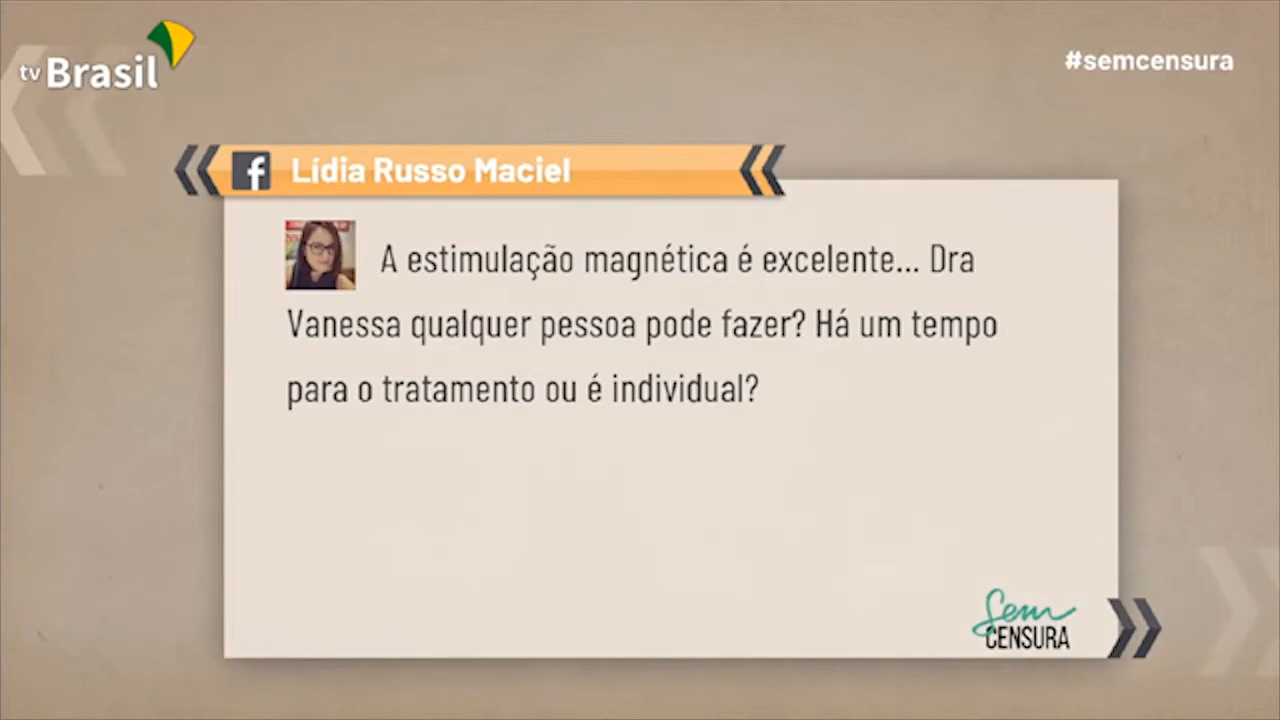 tv Brasil
#semcensura
Lídia Russo Maciel
A estimulação magnética é excelente... Dra
Vanessa qualquer pessoa pode fazer? Há um tempo
para o tratamento ou é individual?
Sem
CENSURA